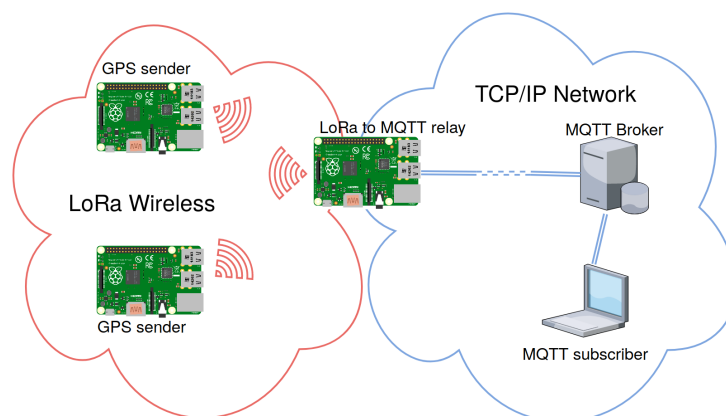 GPS sender
TCP/IP Network
LoRa to MQTT relay
MQTT Broker
LoRa Wireless
GPS sender
MQTT subscriber